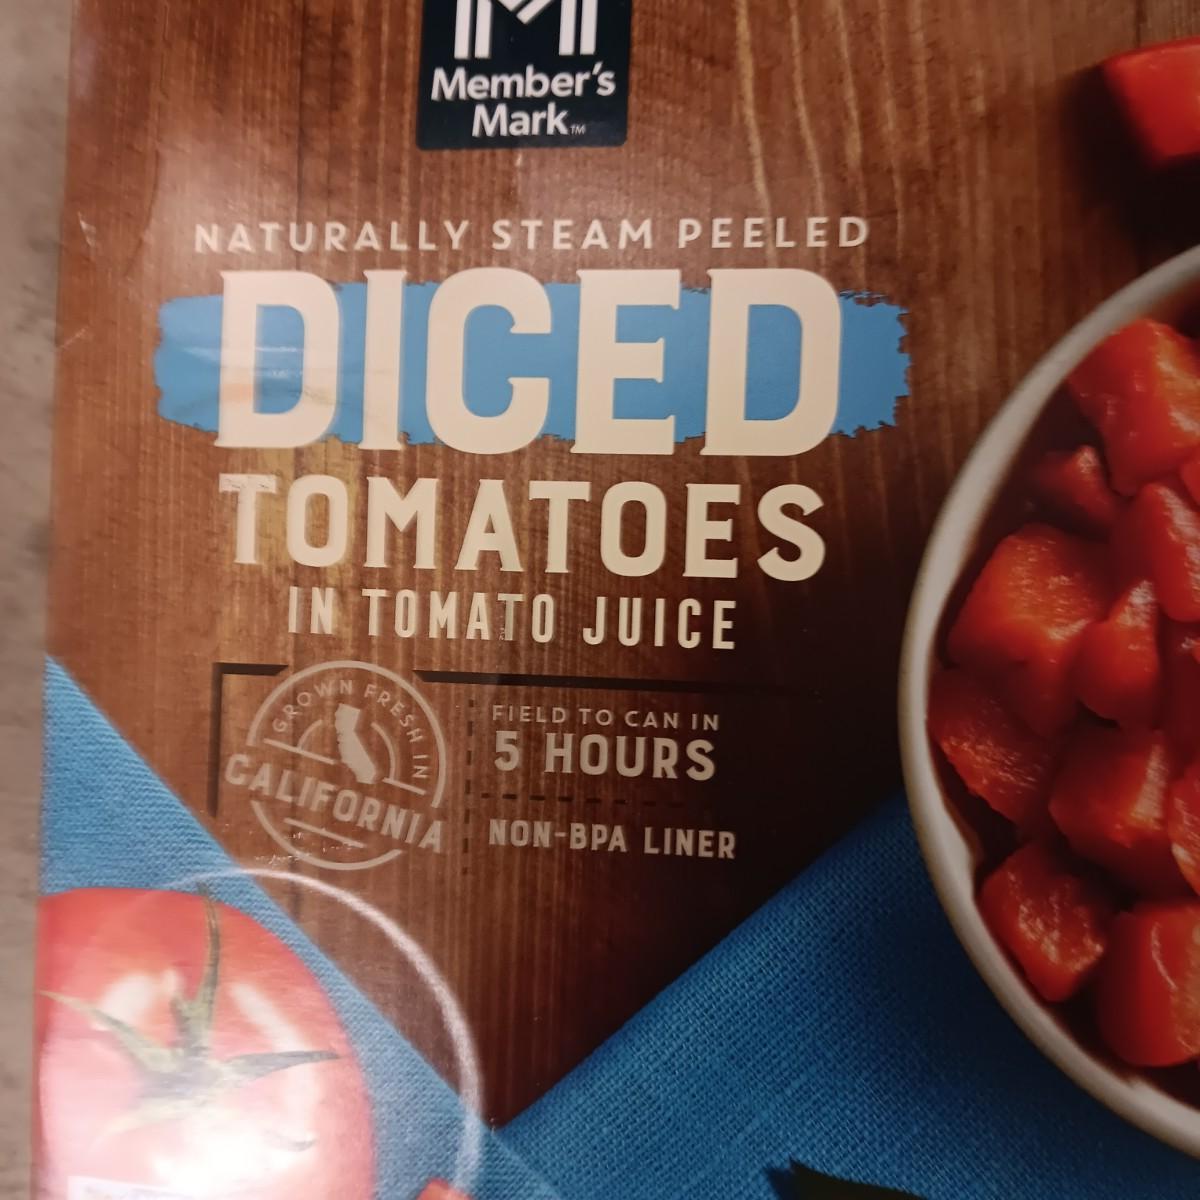 Member's
Mark™
NATURALLY STEAM PEELED
DICED
TOMATOES
IN TOMATO JUICE
GROWN FRESH IN
CALIFORNIA
FIELD TO CAN IN
5 HOURS
NON-BPA LINER